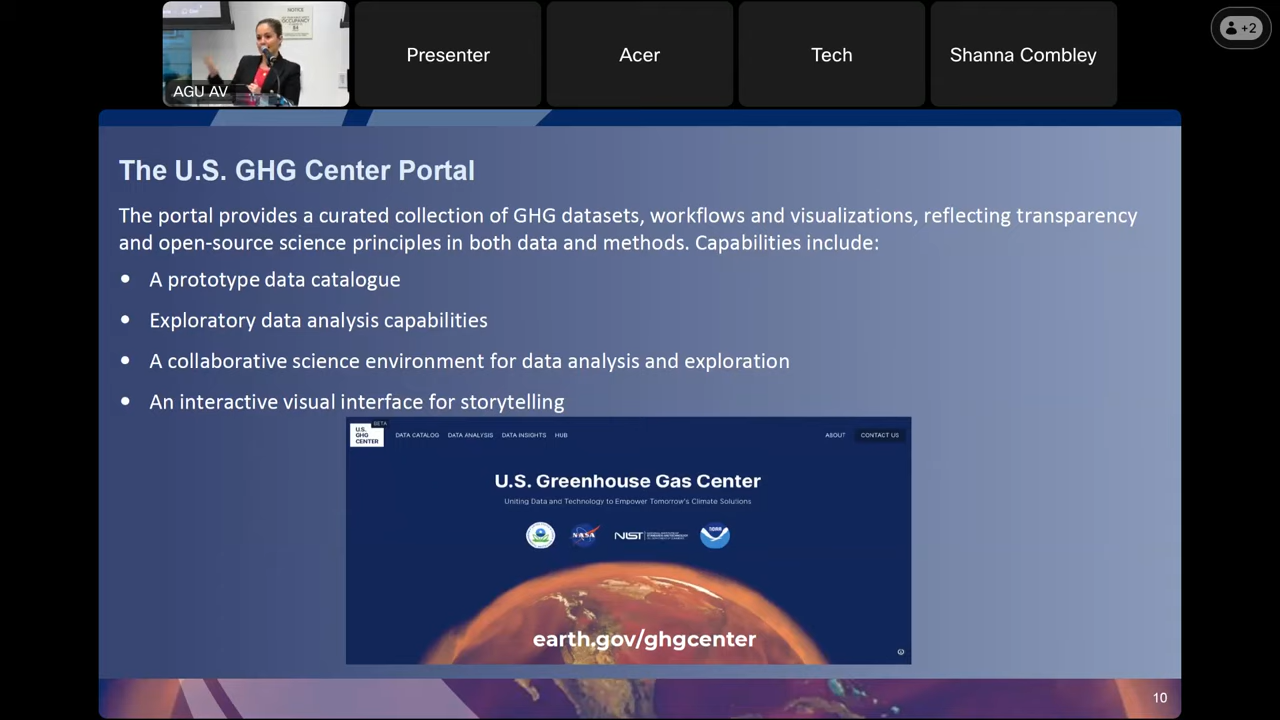 NOTICE
OCCUPANCY
AGU AV
Presenter
Acer
Tech
Shanna Combley
+2
The U.S. GHG Center Portal
The portal provides a curated collection of GHG datasets, workflows and visualizations, reflecting transparency
and open-source science principles in both data and methods. Capabilities include:
• A prototype data catalogue
• Exploratory data analysis capabilities
• A collaborative science environment for data analysis and exploration
• An interactive visual interface for storytelling
BETA
U.S.
GHG
CENTER
DATA CATALOG DATA ANALYSIS DATA INSIGHTS HUB
ABOUT CONTACT US
U.S. Greenhouse Gas Center
Uniting Data and Technology to Empower Tomorrow's Climate Solutions
NASA NIST NOAA
earth.gov/ghgcenter
10